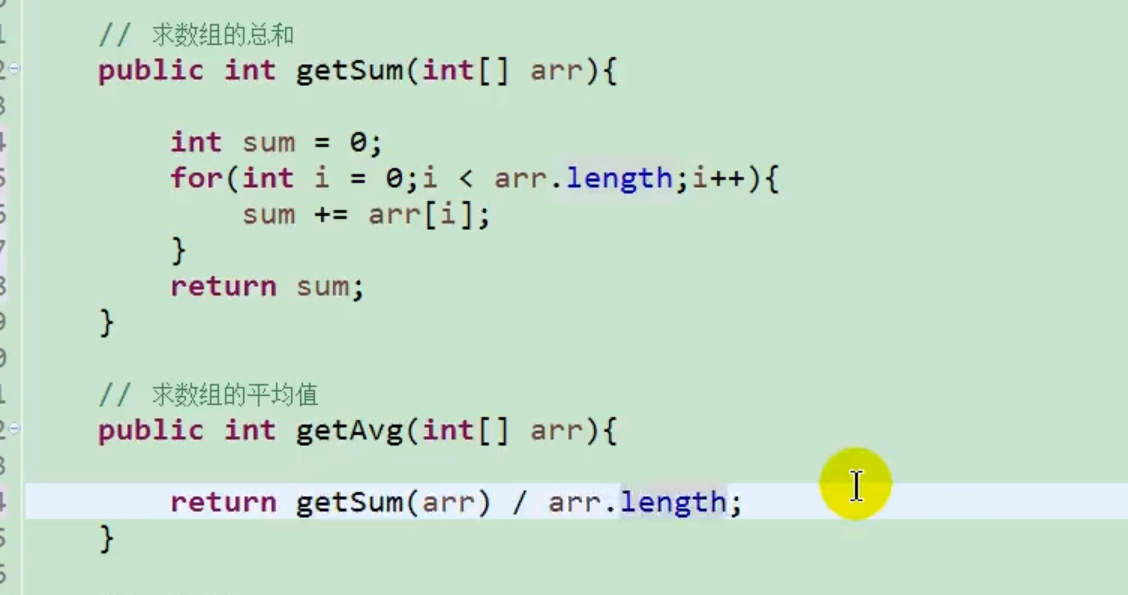 // 求数组的总和
public int getSum(int[] arr){
int sum = 0;
for(int i = 0;i < arr.length;i++){
sum += arr[i];
}
return sum;
}
// 求数组的平均值
public int getAvg(int[] arr){
return getSum(arr) / arr.length;
}